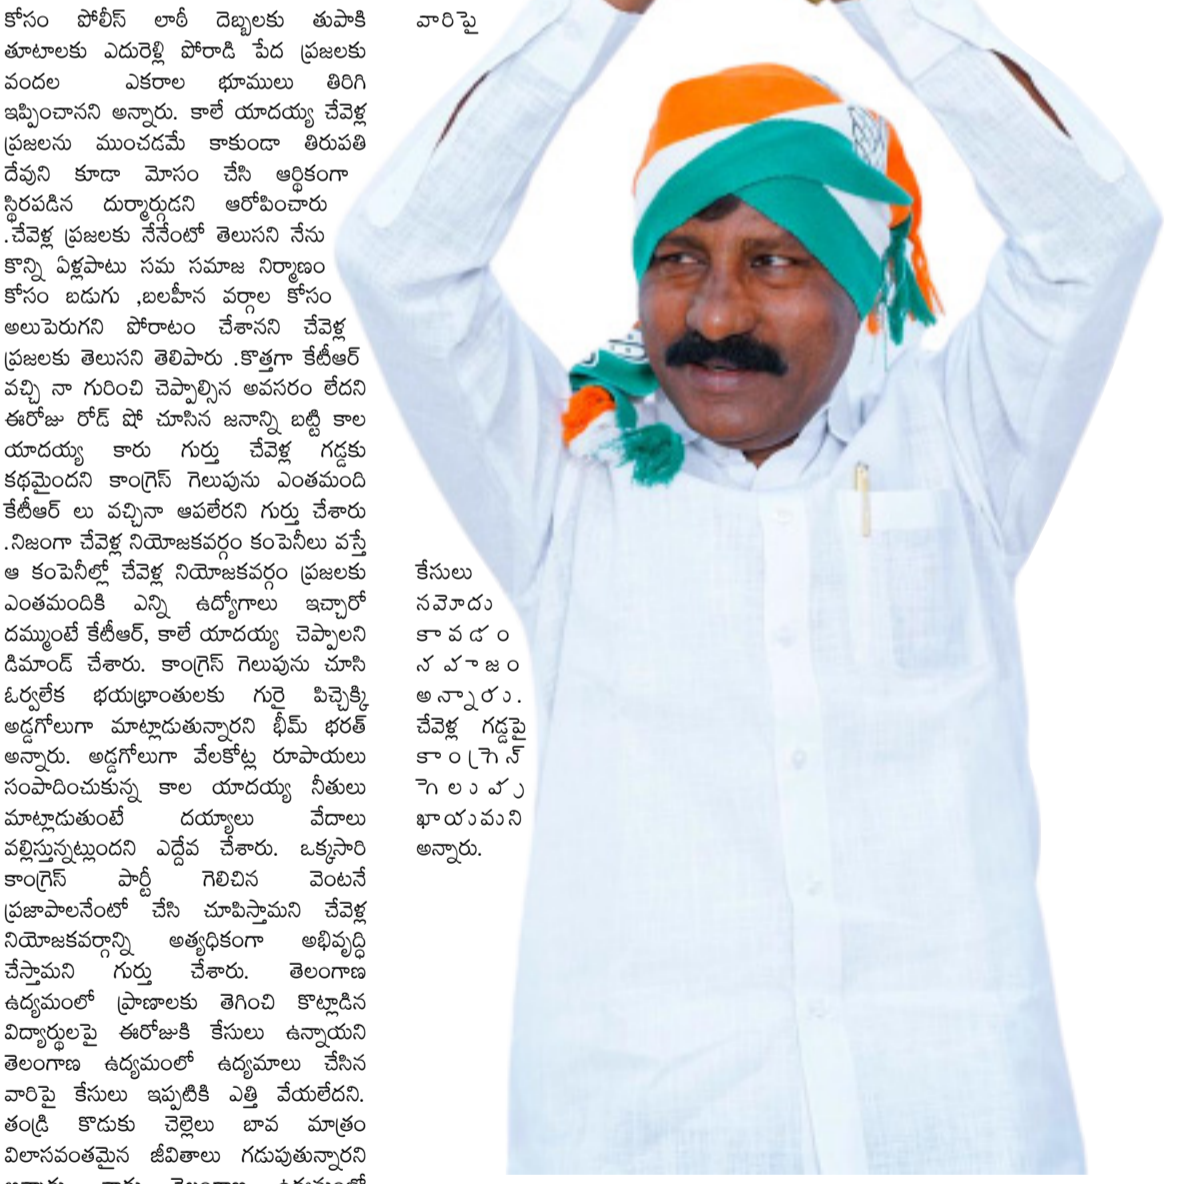 కోసం పోలీస్ లాఠీ దెబ్బలకు తుపాకి
తూటాలకు ఎదురెళ్లి పోరాడి పేద ప్రజలకు
వందల ఎకరాల భూములు తిరిగి
ఇప్పించానని అన్నారు. కాలే యాదయ్య చేవెళ్ల
ప్రజలను ముంచడమే కాకుండా తిరుపతి
దేవుని కూడా మోసం చేసి ఆర్థికంగా
స్థిరపడిన దుర్మార్గుడని ఆరోపించారు
.చేవెళ్ల ప్రజలకు నేనేంటో తెలుసని నేను
కొన్ని ఏళ్లపాటు సమ సమాజ నిర్మాణం
కోసం బడుగు ,బలహీన వర్గాల కోసం
అలుపెరుగని పోరాటం చేశానని చేవెళ్ల
ప్రజలకు తెలుసని తెలిపారు .కొత్తగా కేటీఆర్
వచ్చి నా గురించి చెప్పాల్సిన అవసరం లేదని
ఈరోజు రోడ్ షో చూసిన జనాన్ని బట్టి కాల
యాదయ్య కారు గుర్తు చేవెళ్ల గడ్డకు
కథమైందని కాంగ్రెస్ గెలుపును ఎంతమంది
కేటీఆర్ లు వచ్చినా ఆపలేరని గుర్తు చేశారు
.నిజంగా చేవెళ్ల నియోజకవర్గం కంపెనీలు వస్తే
ఆ కంపెనీల్లో చేవెళ్ల నియోజకవర్గం ప్రజలకు
ఎంతమందికి ఎన్ని ఉద్యోగాలు ఇచ్చారో
దమ్ముంటే కేటీఆర్, కాలే యాదయ్య చెప్పాలని
డిమాండ్ చేశారు. కాంగ్రెస్ గెలుపును చూసి
ఓర్వలేక భయభ్రాంతులకు గురై పిచ్చెక్కి
అడ్డగోలుగా మాట్లాడుతున్నారని భీమ్ భరత్
అన్నారు. అడ్డగోలుగా వేలకోట్ల రూపాయలు
సంపాదించుకున్న కాల యాదయ్య నీతులు
మాట్లాడుతుంటే దయ్యాలు వేదాలు
వల్లిస్తున్నట్లుందని ఎద్దేవ చేశారు. ఒక్కసారి
కాంగ్రెస్ పార్టీ గెలిచిన వెంటనే
ప్రజాపాలనేంటో చేసి చూపిస్తామని చేవెళ్ల
నియోజకవర్గాన్ని అత్యధికంగా అభివృద్ధి
చేస్తామని గుర్తు చేశారు. తెలంగాణ
ఉద్యమంలో ప్రాణాలకు తెగించి కొట్లాడిన
విద్యార్థులపై ఈరోజుకి కేసులు ఉన్నాయని
తెలంగాణ ఉద్యమంలో ఉద్యమాలు చేసిన
వారిపై కేసులు ఇప్పటికి ఎత్తి వేయలేదని.
తండ్రి కొడుకు చెల్లెలు బావ మాత్రం
విలాసవంతమైన జీవితాలు గడుపుతున్నారని
వారిపై
కేసులు
నమోదు
కావడం
సహజం
అన్నారు.
చేవెళ్ల గడ్డపై
కాంగ్రెస్
గెలుపు
ఖాయమని
అన్నారు.